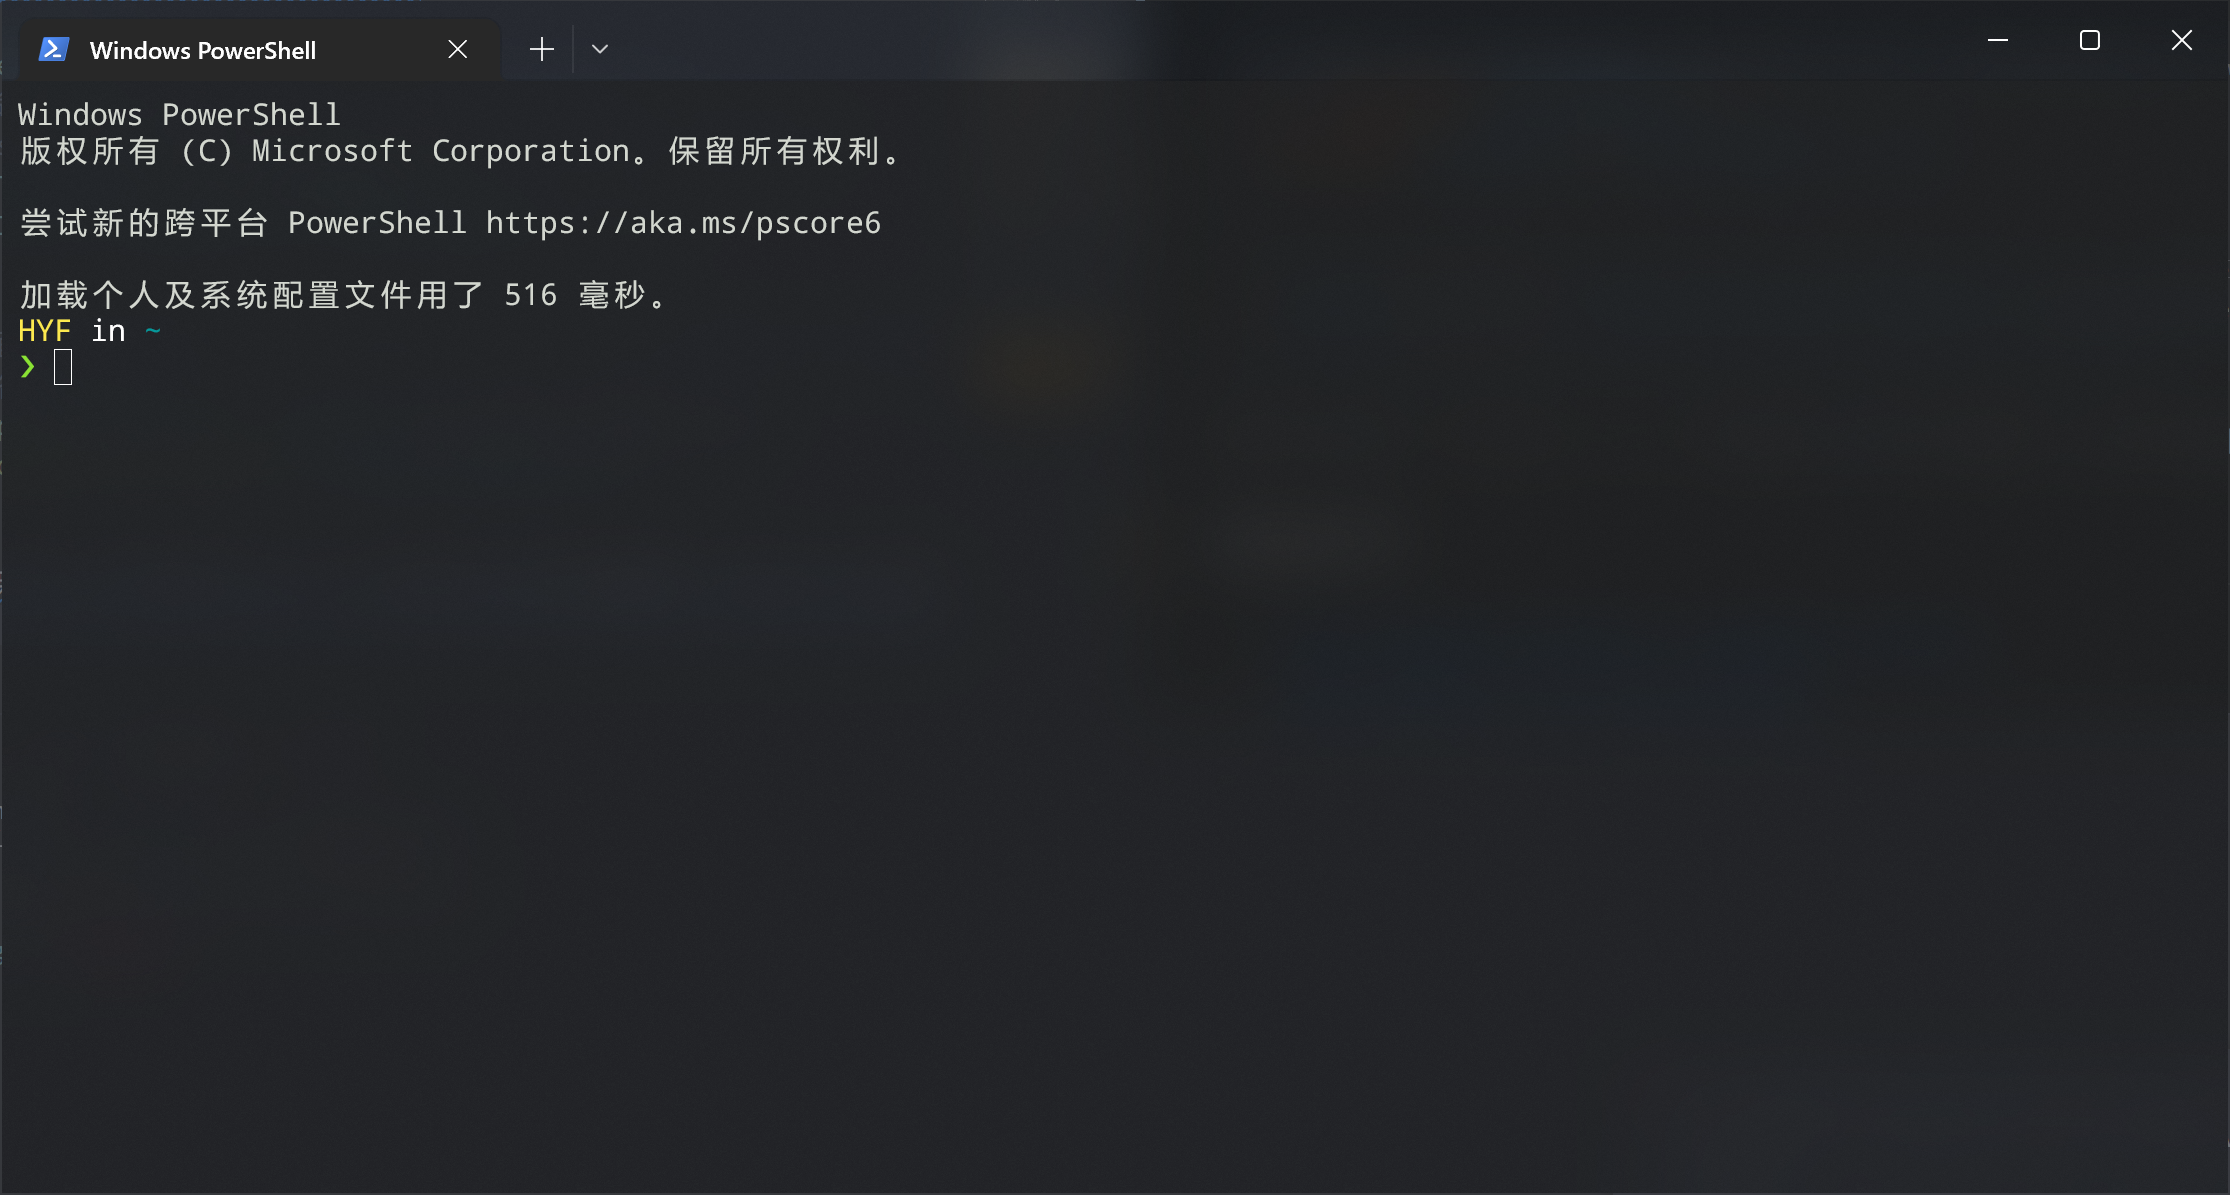 Windows PowerShell
Windows PowerShell
版权所有 (C) Microsoft Corporation。保留所有权利。
尝试新的跨平台 PowerShell https://aka.ms/pscore6
加载个人及系统配置文件用了 516 毫秒。
HYF in ~
❯